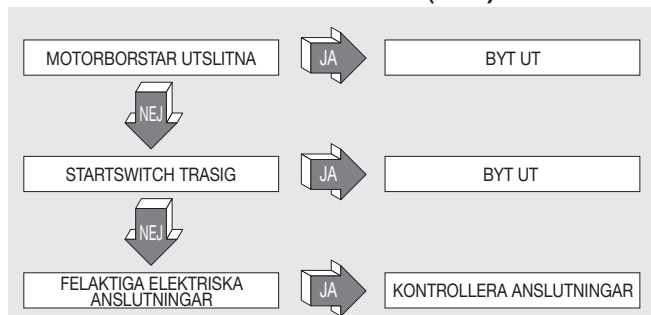 MOTORBORSTAR UTSLITNA
JA
BYT UT
NEJ
STARTSWITCH TRASIG
JA
BYT UT
NEJ
FELAKTIGA ELEKTRISKA
ANSLUTNINGAR
JA
KONTROLLERA ANSLUTNINGAR